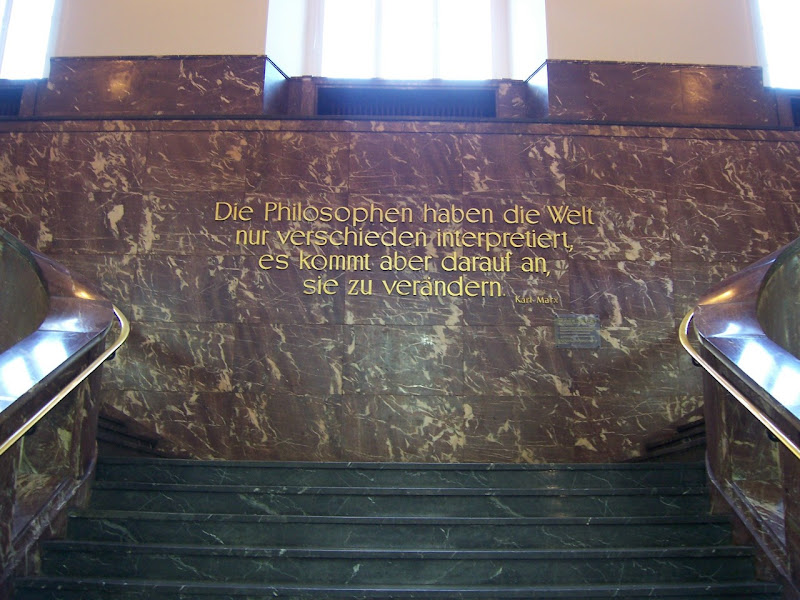 Die Philosophen haben die Welt
nur verschieden interpretiert,
es kommt aber darauf an,
sie zu verändern.
Karl Marx